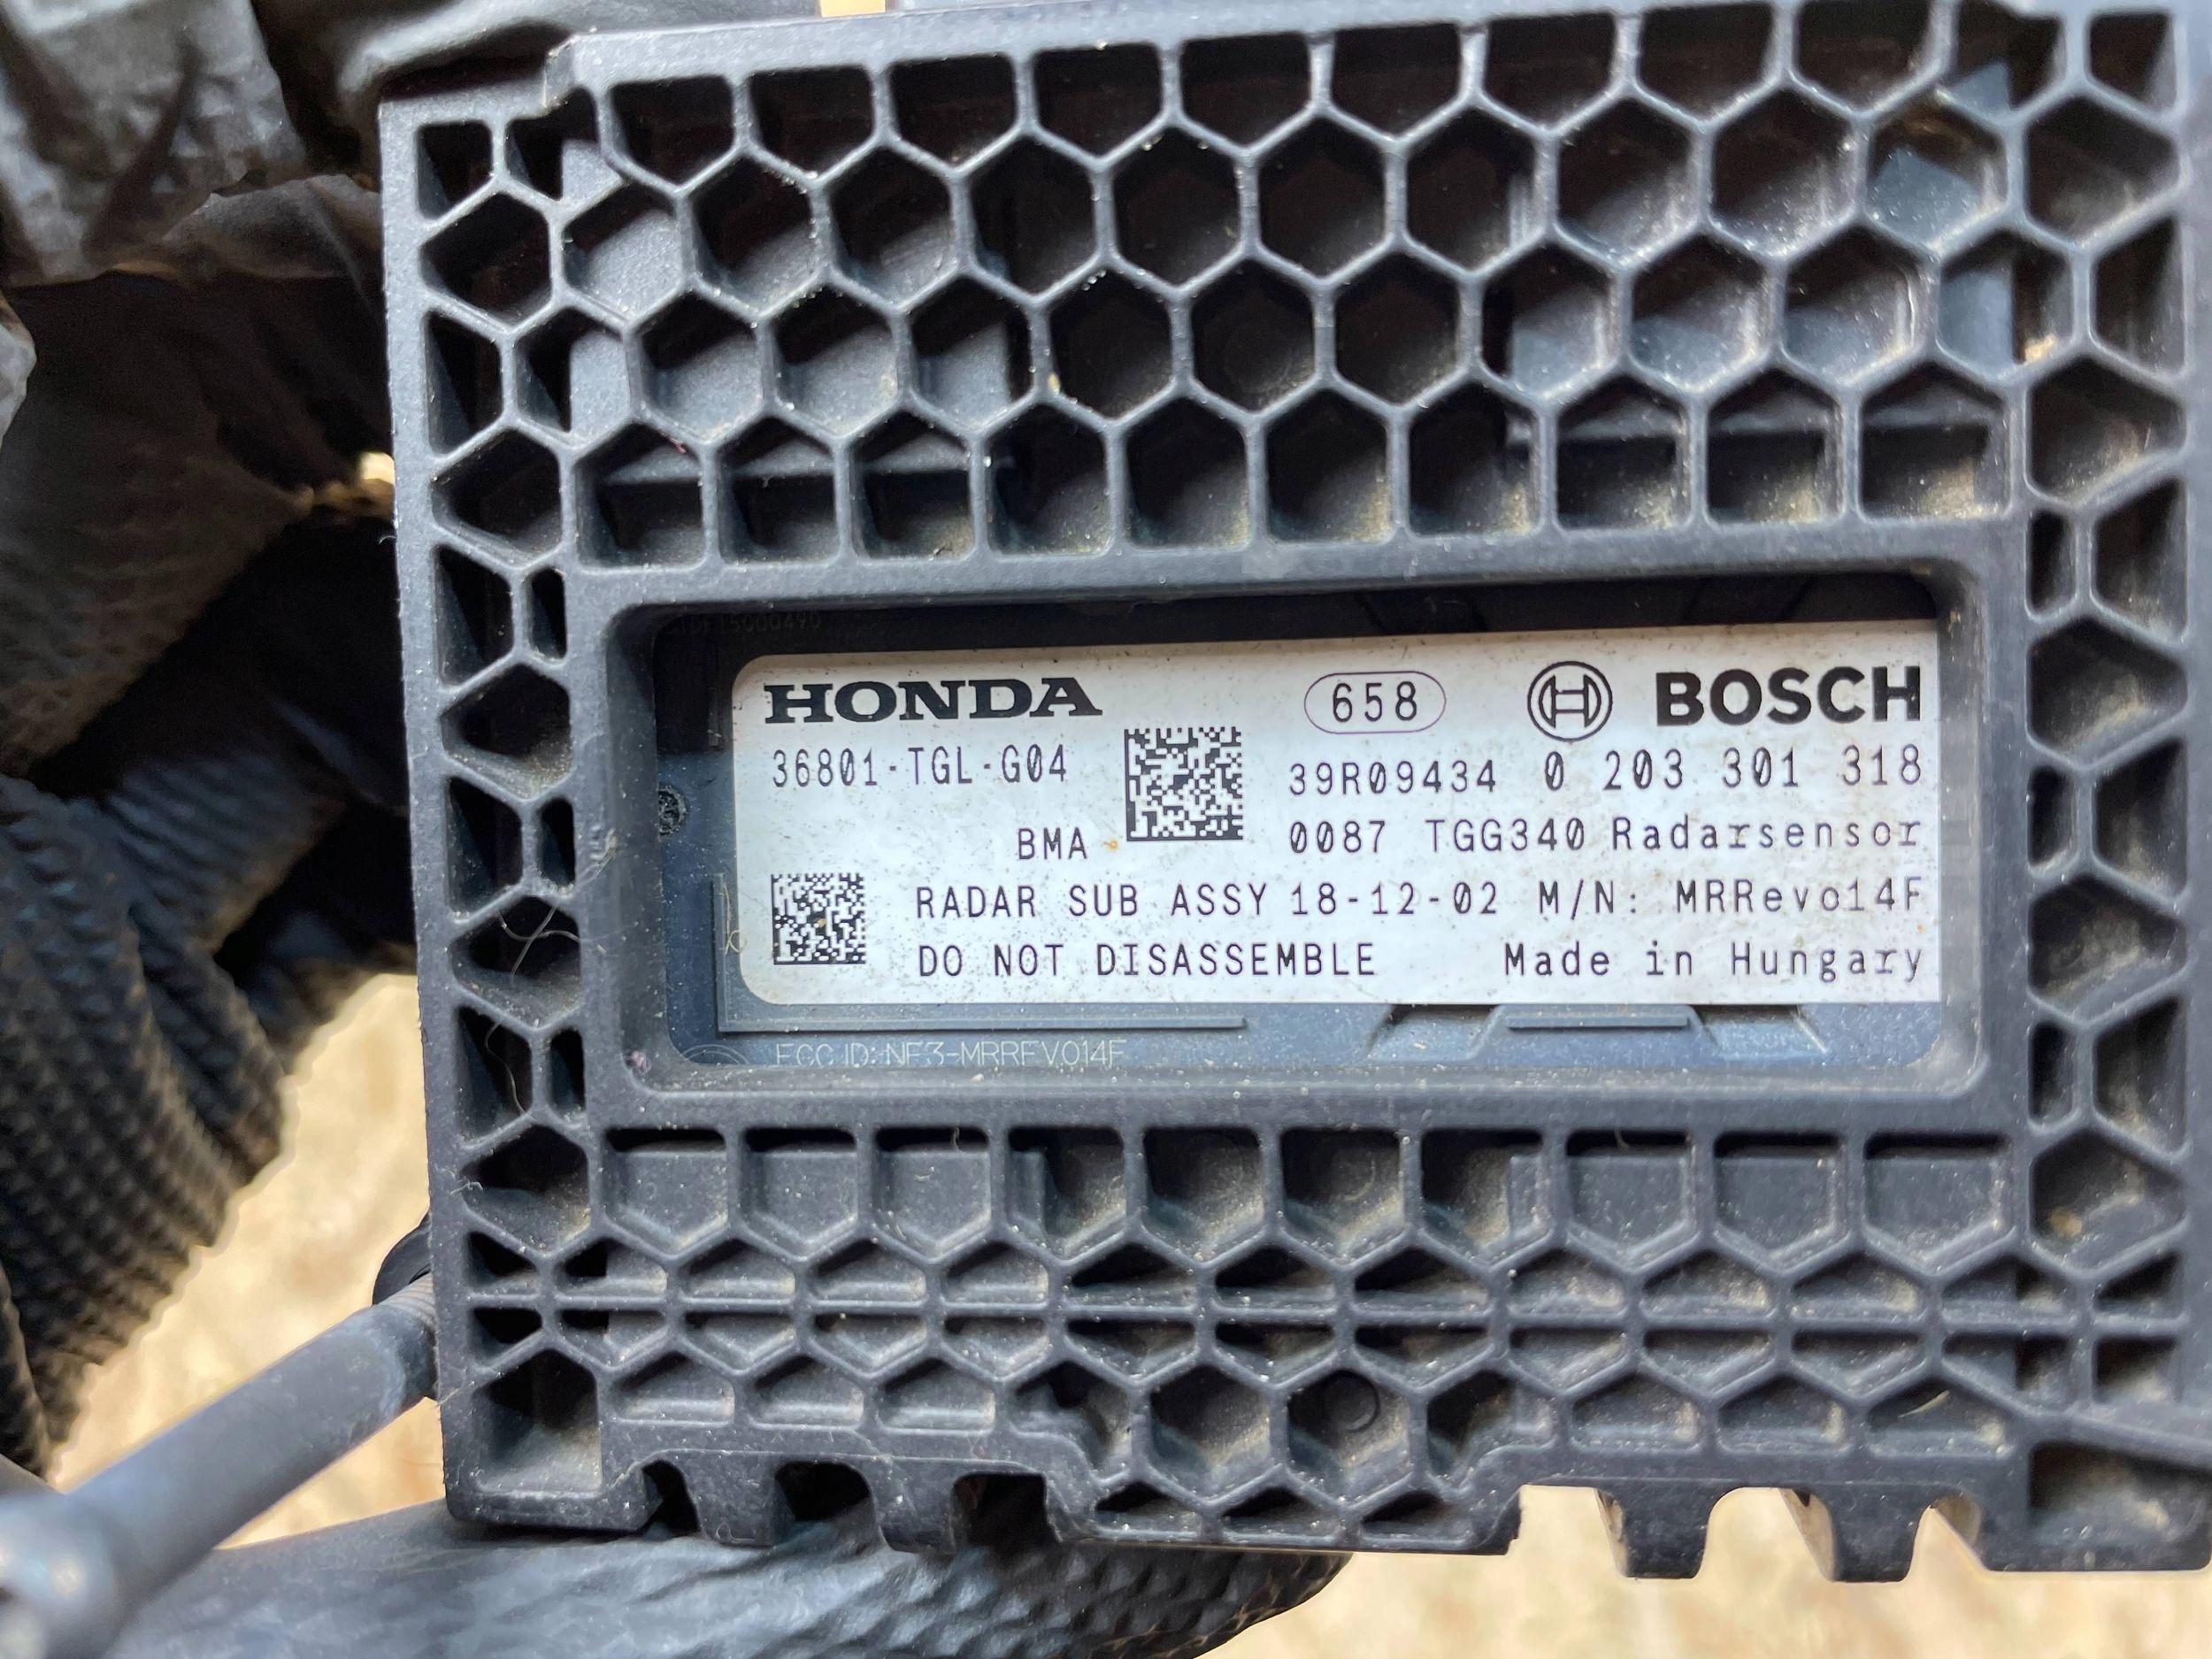 HONDA 658 BOSCH
36801-TGL-G04 39R09434 0 203 301 318
BMA 0087 TGG340 Radarsensor
RADAR SUB ASSY 18-12-02 M/N: MRRevo14F
DO NOT DISASSEMBLE Made in Hungary
FCC ID: NF3-MRREVO14F